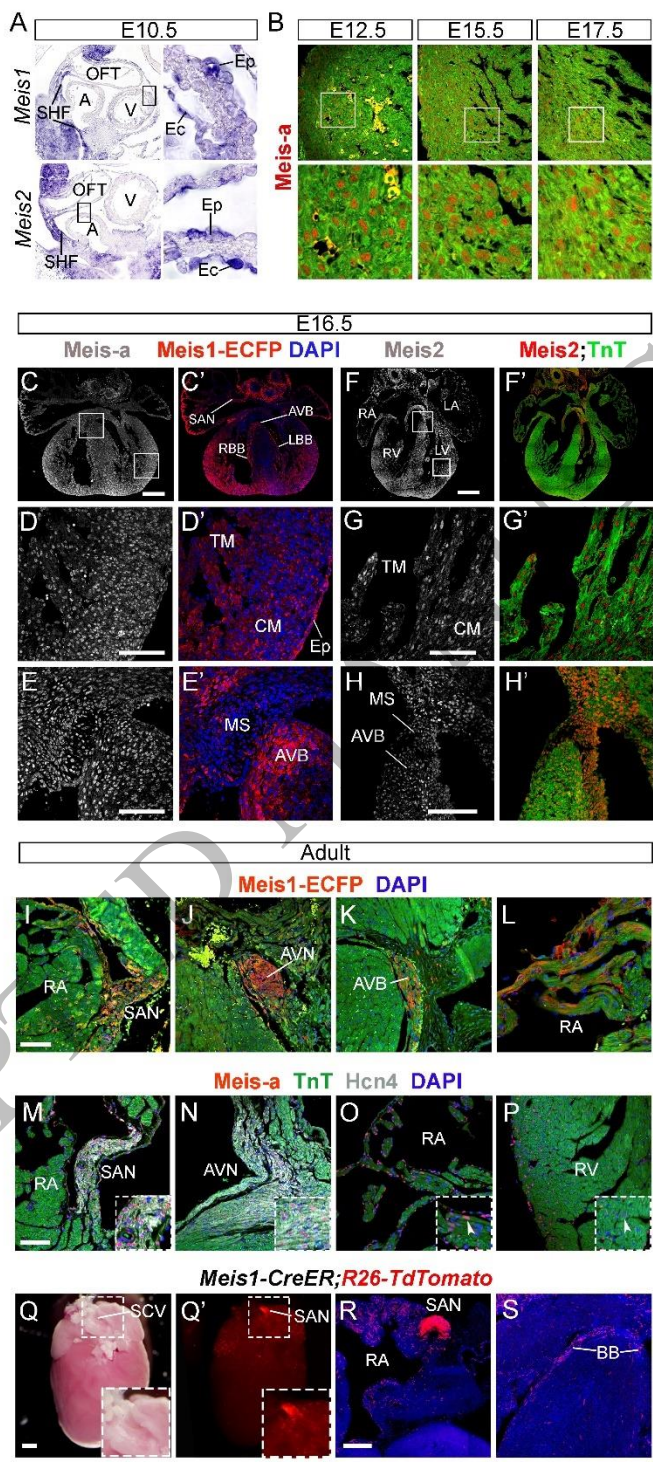 A
E10.5
Meis1
OFT
SHF
A
V
Ep
Ec
Meis2
OFT
V
A
SHF
Ep
Ec
B
E12.5 E15.5 E17.5
Meis-a
E16.5
Meis-a Meis1-ECFP DAPI Meis2 Meis2;TnT
C C' F F'
SAN AVB RBB LBB
RA LA RV LV
D D' G G'
TM CM Ep
TM CM
E E' H H'
MS AVB
MS AVB
Adult
Meis1-ECFP DAPI
I J K L
RA SAN AVN AVB RA
Meis-a TnT Hcn4 DAPI
M N O P
RA SAN AVN RA RV
Meis1-CreER;R26-TdTomato
Q Q' R S
SCV SAN SAN RA BB